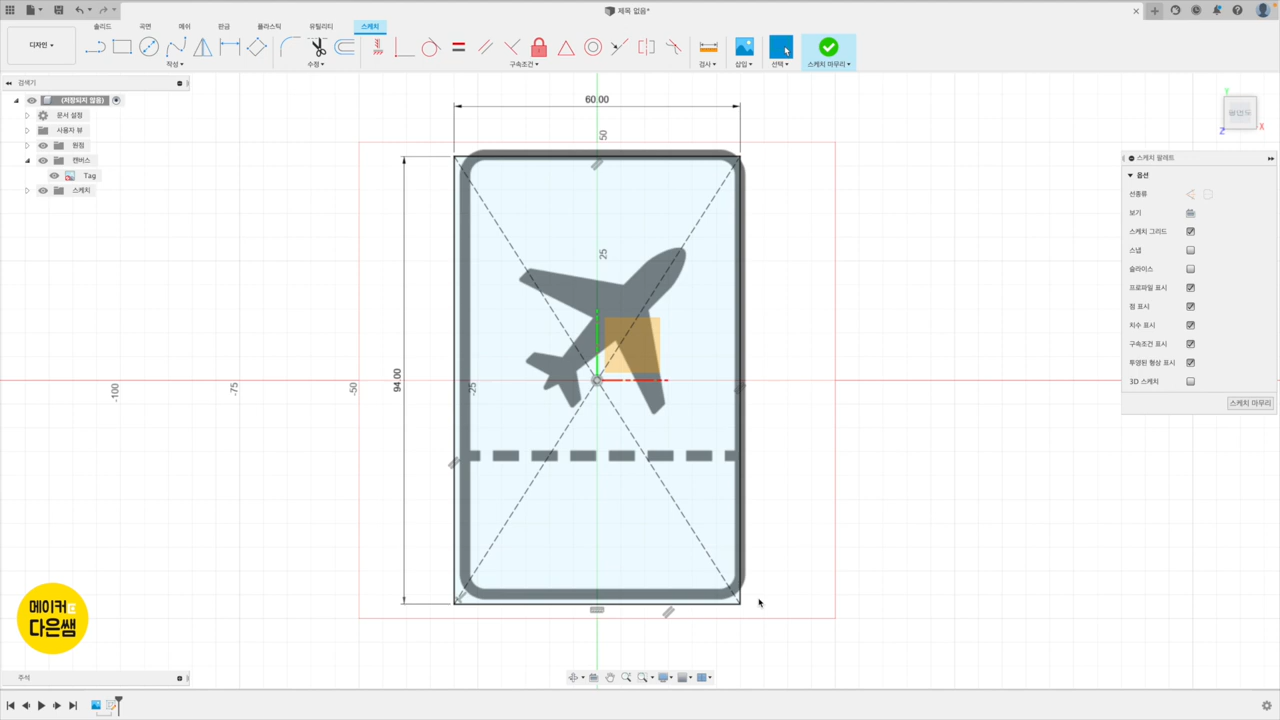 제목 없음*
솔리드
곡면
메쉬
판금
플라스틱
유틸리티
스케치
디자인
작성
수정
구속조건
검사
삽입
선택
스케치 마무리
검색기
(저장되지 않음)
문서 설정
사용자 뷰
원점
캔버스
Tag
스케치
60.00
50
25
94.00
-100
-75
-50
-25
Y
Z
X
스케치 팔레트
옵션
선종류
보기
스케치 그리드
스냅
슬라이스
프로파일 표시
점 표시
치수 표시
구속조건 표시
투영된 형상 표시
3D 스케치
스케치 마무리
메이커
다은쌤
주석